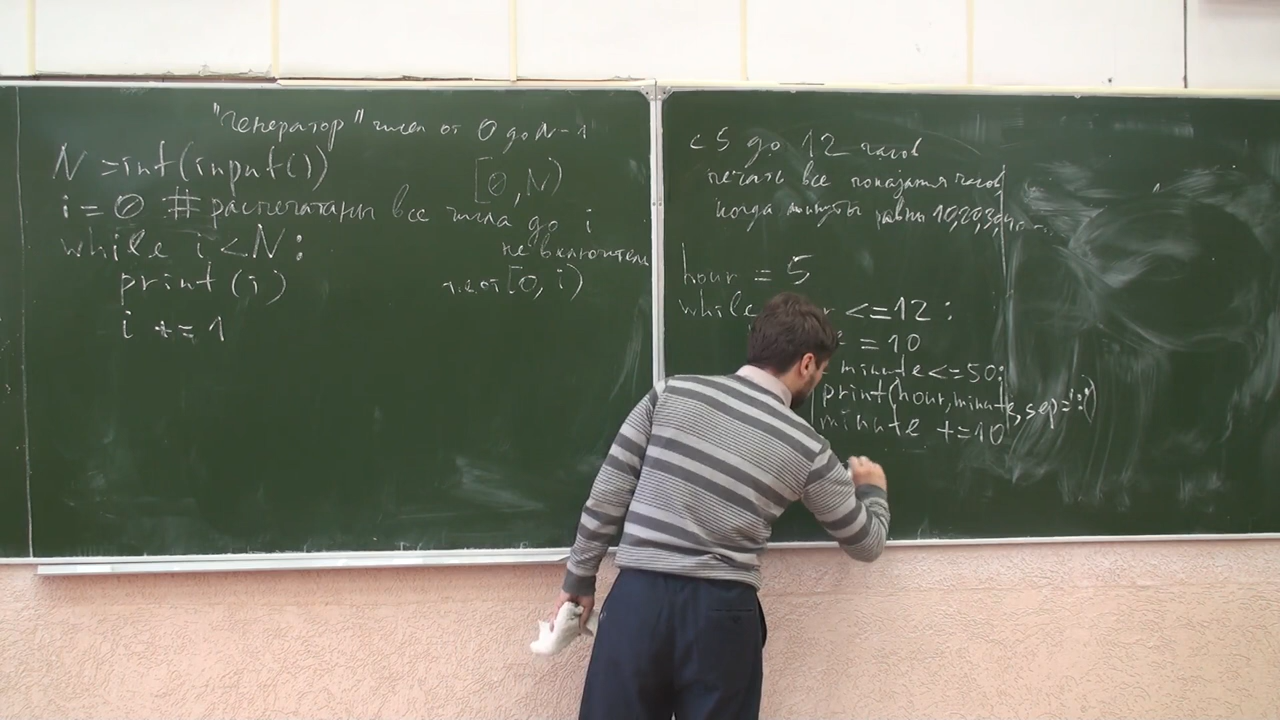 "Генератор" чисел от 0 до N-1
N =int(input())
[0,N)
i = 0 # распечатаны все числа до i
не включительно
while i <N:
print(i)
т.е. от [0, i)
i += 1
с 5 до 12 часов
печать все показания часов
когда минуты равны 10,20,30,40
hour = 5
while <=12:
= 10
minute<=50:
print(hour,minute,sep=':')
minute +=10